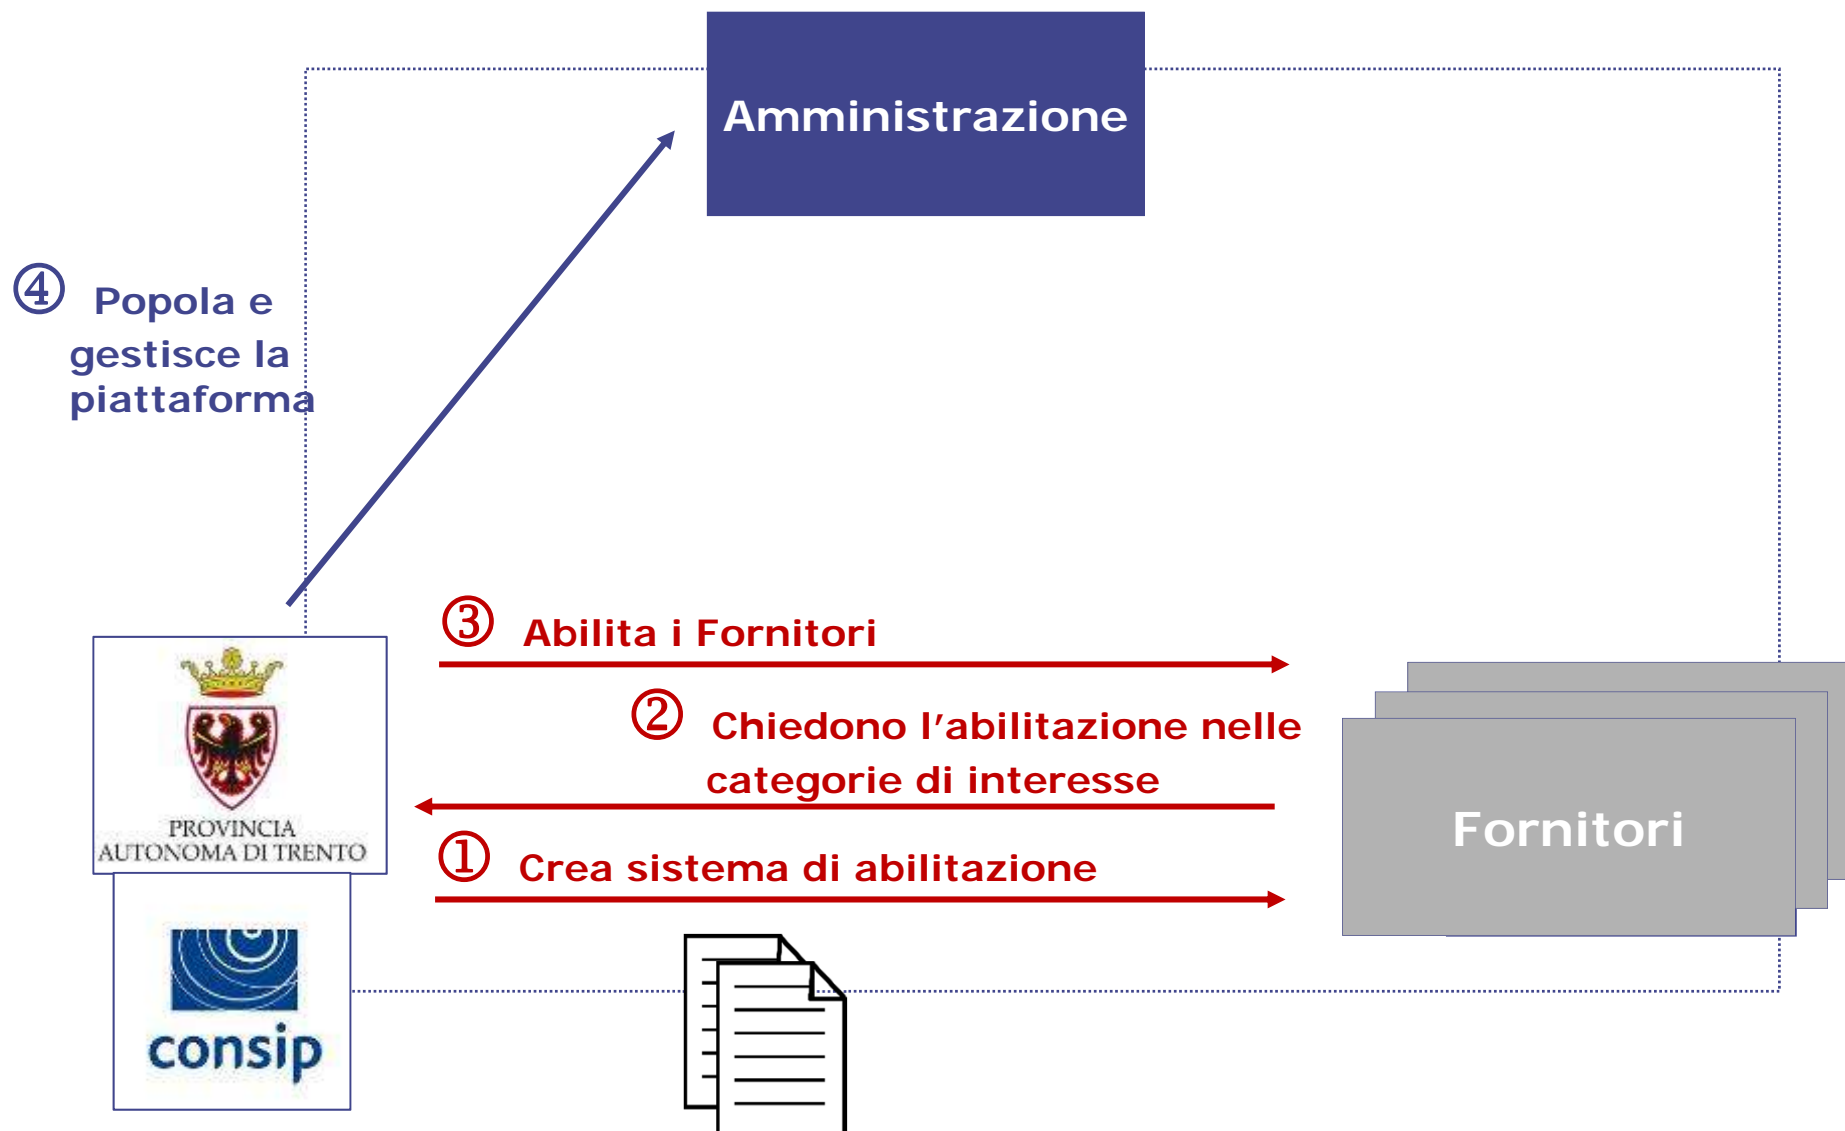 Amministrazione
④ Popola e
gestisce la
piattaforma
③ Abilita i Fornitori
② Chiedono l’abilitazione nelle
categorie di interesse
① Crea sistema di abilitazione
Fornitori
PROVINCIA
AUTONOMA DI TRENTO
consip